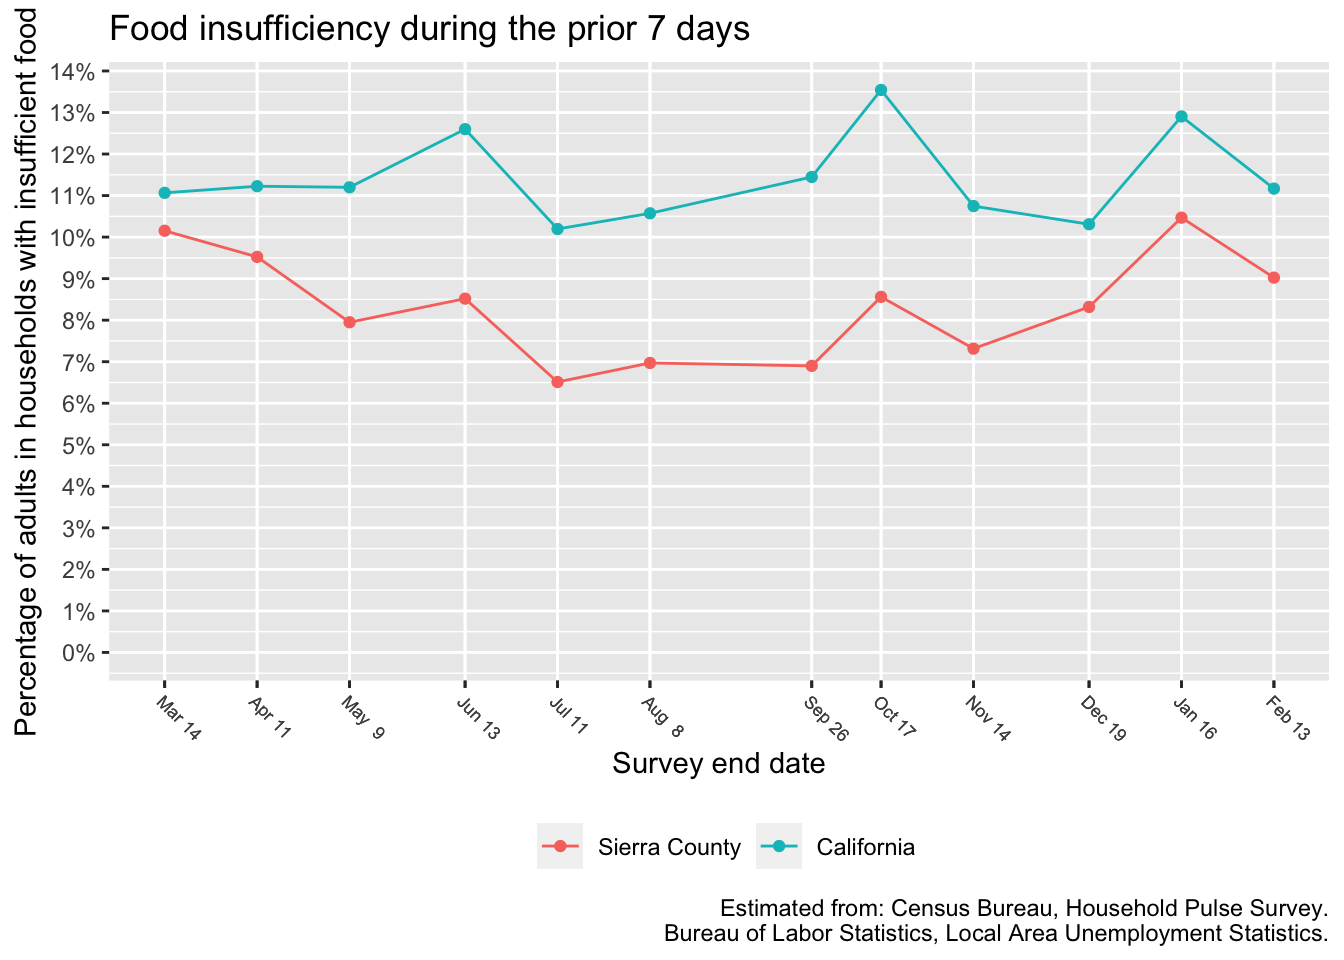 Food insufficiency during the prior 7 days
Percentage of adults in households with insufficient food
14%
13%
12%
11%
10%
9%
8%
7%
6%
5%
4%
3%
2%
1%
0%
Mar 14
Apr 11
May 9
Jun 13
Jul 11
Aug 8
Sep 26
Oct 17
Nov 14
Dec 19
Jan 16
Feb 13
Survey end date
Sierra County
California
Estimated from: Census Bureau, Household Pulse Survey.
Bureau of Labor Statistics, Local Area Unemployment Statistics.